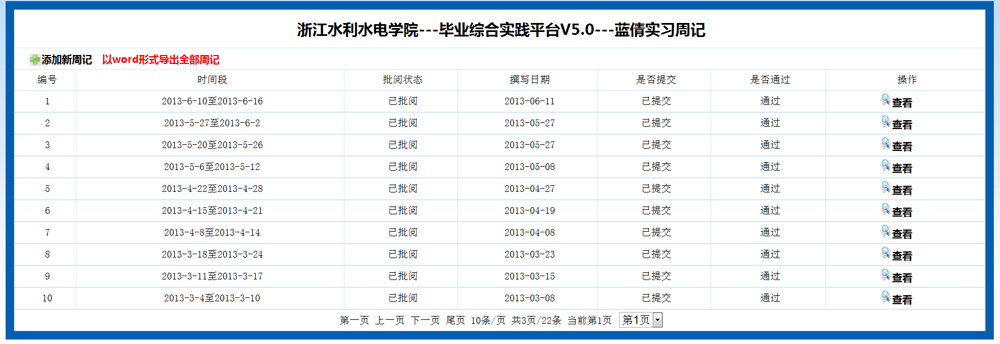 浙江水利水电学院---毕业综合实践平台V5.0---蓝倩实习周记
添加新周记 以word形式导出全部周记
编号 时间段 批阅状态 撰写日期 是否提交 是否通过 操作
1 2013-6-10至2013-6-16 已批阅 2013-06-11 已提交 通过 查看
2 2013-5-27至2013-6-2 已批阅 2013-05-27 已提交 通过 查看
3 2013-5-20至2013-5-26 已批阅 2013-05-27 已提交 通过 查看
4 2013-5-6至2013-5-12 已批阅 2013-05-08 已提交 通过 查看
5 2013-4-22至2013-4-28 已批阅 2013-04-27 已提交 通过 查看
6 2013-4-15至2013-4-21 已批阅 2013-04-19 已提交 通过 查看
7 2013-4-8至2013-4-14 已批阅 2013-04-08 已提交 通过 查看
8 2013-3-18至2013-3-24 已批阅 2013-03-23 已提交 通过 查看
9 2013-3-11至2013-3-17 已批阅 2013-03-15 已提交 通过 查看
10 2013-3-4至2013-3-10 已批阅 2013-03-08 已提交 通过 查看
第一页 上一页 下一页 尾页 10条/页 共3页/22条 当前第1页 第1页